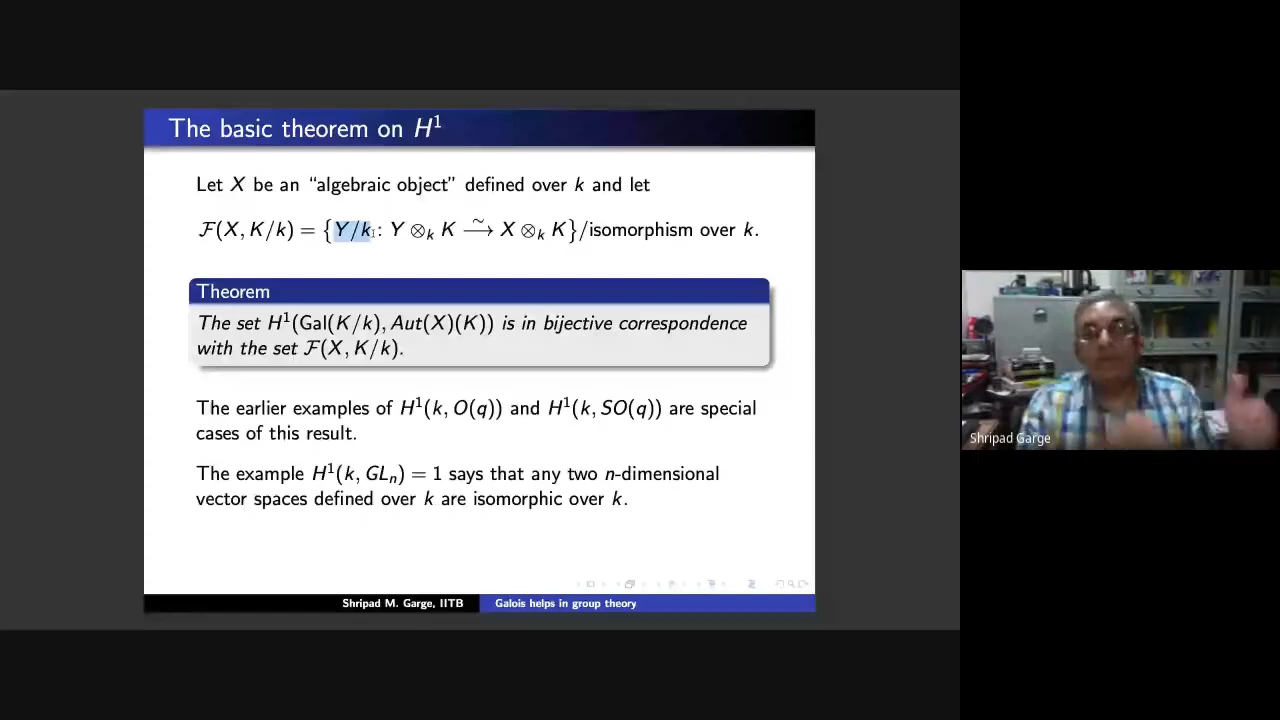 The basic theorem on H¹
Let X be an “algebraic object” defined over k and let
ℱ(X, K/k) = {Y/k: Y ⊗ₖ K ⥲ X ⊗ₖ K}/isomorphism over k.
Theorem
The set H¹(Gal(K/k), Aut(X)(K)) is in bijective correspondence
with the set ℱ(X, K/k).
The earlier examples of H¹(k, O(q)) and H¹(k, SO(q)) are special
cases of this result.
The example H¹(k, GLₙ) = 1 says that any two n-dimensional
vector spaces defined over k are isomorphic over k.
Shripad M. Garge, IITB
Galois helps in group theory
Shripad Garge